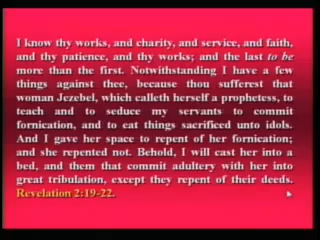 I know thy works, and charity, and service, and faith,
and thy patience, and thy works; and the last to be
more than the first. Notwithstanding I have a few
things against thee, because thou sufferest that
woman Jezebel, which calleth herself a prophetess, to
teach and to seduce my servants to commit
fornication, and to eat things sacrificed unto idols.
And I gave her space to repent of her fornication;
and she repented not. Behold, I will cast her into a
bed, and them that commit adultery with her into
great tribulation, except they repent of their deeds.
Revelation 2:19-22.